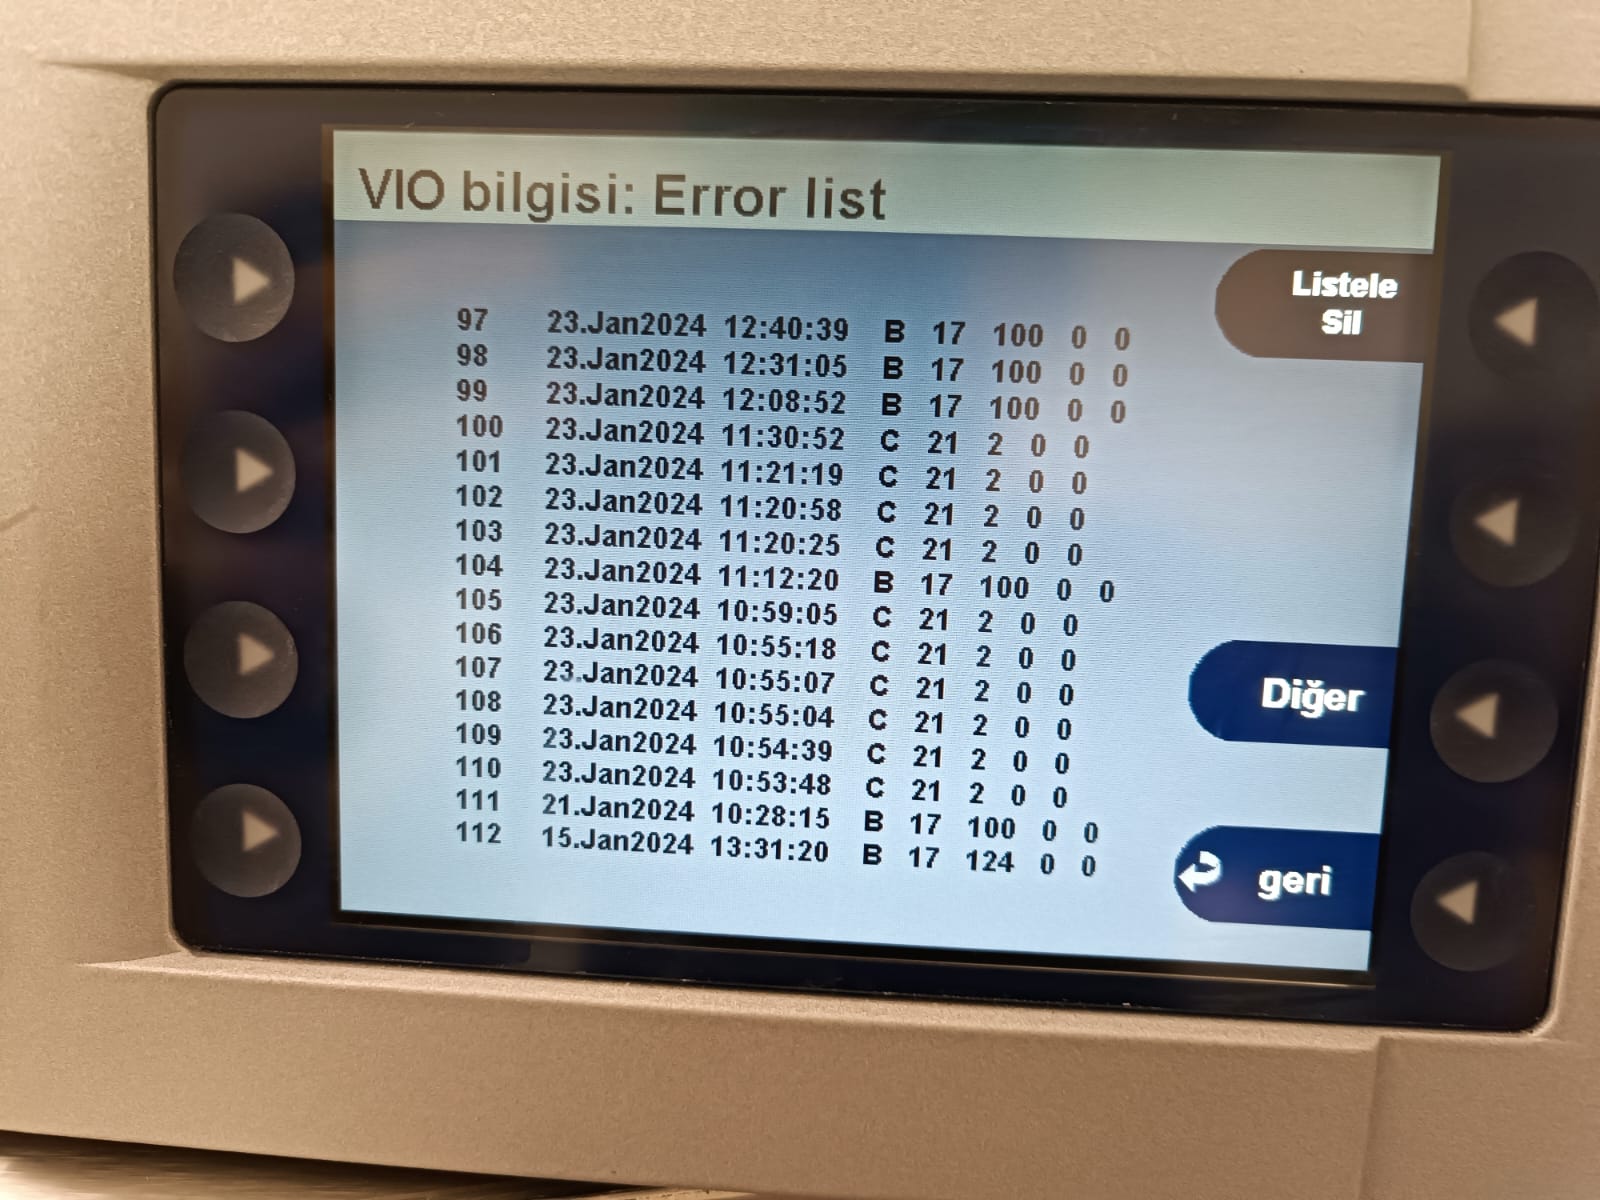 VIO bilgisi: Error list
Listele
Sil
97 23.Jan2024 12:40:39 B 17 100 0 0
98 23.Jan2024 12:31:05 B 17 100 0 0
99 23.Jan2024 12:08:52 B 17 100 0 0
100 23.Jan2024 11:30:52 C 21 2 0 0
101 23.Jan2024 11:21:19 C 21 2 0 0
102 23.Jan2024 11:20:58 C 21 2 0 0
103 23.Jan2024 11:20:25 C 21 2 0 0
104 23.Jan2024 11:12:20 B 17 100 0 0
105 23.Jan2024 10:59:05 C 21 2 0 0
106 23.Jan2024 10:55:18 C 21 2 0 0
107 23.Jan2024 10:55:07 C 21 2 0 0
108 23.Jan2024 10:55:04 C 21 2 0 0
109 23.Jan2024 10:54:39 C 21 2 0 0
110 23.Jan2024 10:53:48 C 21 2 0 0
111 21.Jan2024 10:28:15 B 17 100 0 0
112 15.Jan2024 13:31:20 B 17 124 0 0
Diğer
geri